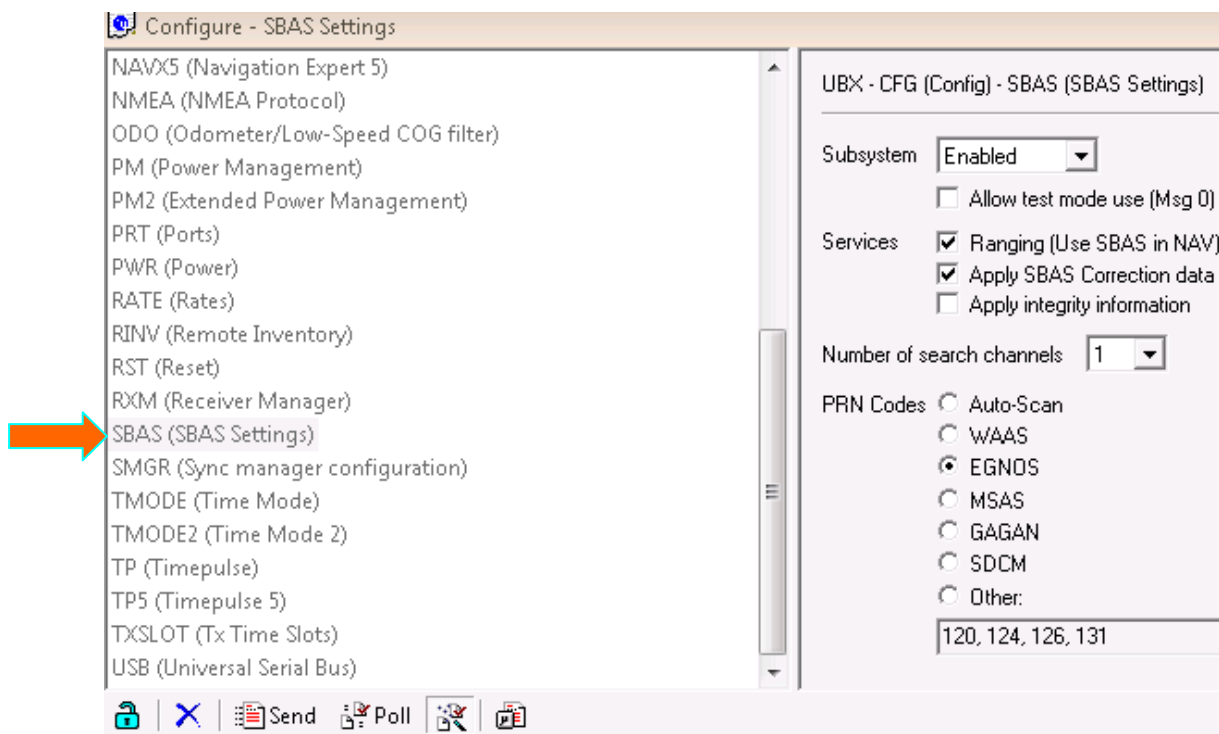 Configure - SBAS Settings
NAVX5 (Navigation Expert 5)
NMEA (NMEA Protocol)
ODO (Odometer/Low-Speed COG filter)
PM (Power Management)
PM2 (Extended Power Management)
PRT (Ports)
PWR (Power)
RATE (Rates)
RINV (Remote Inventory)
RST (Reset)
RXM (Receiver Manager)
SBAS (SBAS Settings)
SMGR (Sync manager configuration)
TMODE (Time Mode)
TMODE2 (Time Mode 2)
TP (Timepulse)
TP5 (Timepulse 5)
TXSLOT (Tx Time Slots)
USB (Universal Serial Bus)
UBX - CFG (Config) - SBAS (SBAS Settings)
Subsystem Enabled
Allow test mode use (Msg 0)
Services Ranging (Use SBAS in NAV)
Apply SBAS Correction data
Apply integrity information
Number of search channels 1
PRN Codes Auto-Scan
WAAS
EGNOS
MSAS
GAGAN
SDCM
Other:
120, 124, 126, 131
Send Poll